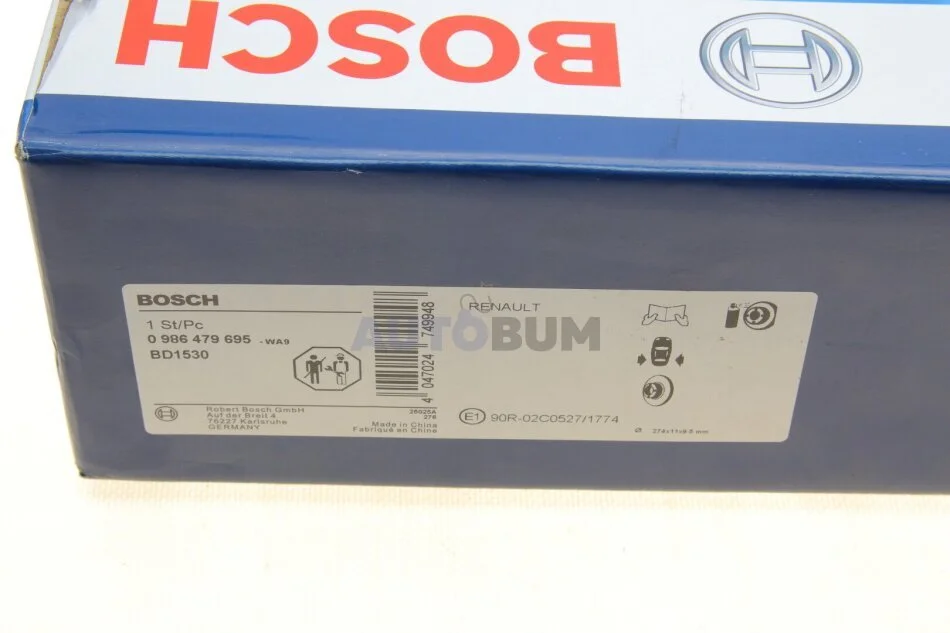 BOSCH
BOSCH
1 St/Pc
0 986 479 695 -WA9
BD1530
Robert Bosch GmbH
Auf der Breit 4
76227 Karlsruhe
GERMANY
4 047024 749948
276
Made in China
Fabriqué en Chine
RENAULT
AUTOBUM
E1 90R-02C0527/1774